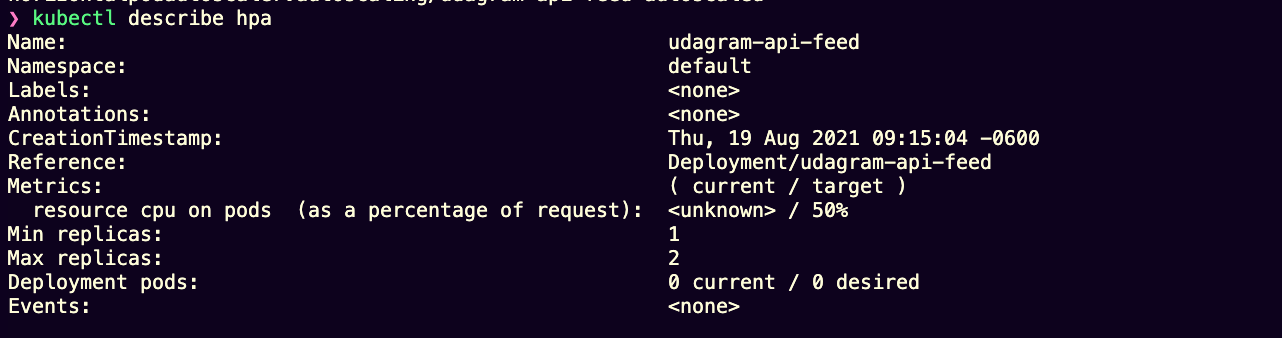 ❯ kubectl describe hpa
Name:                                                  udagram-api-feed
Namespace:                                             default
Labels:                                                <none>
Annotations:                                           <none>
CreationTimestamp:                                     Thu, 19 Aug 2021 09:15:04 -0600
Reference:                                             Deployment/udagram-api-feed
Metrics:                                               ( current / target )
  resource cpu on pods  (as a percentage of request):  <unknown> / 50%
Min replicas:                                          1
Max replicas:                                          2
Deployment pods:                                       0 current / 0 desired
Events:                                                <none>